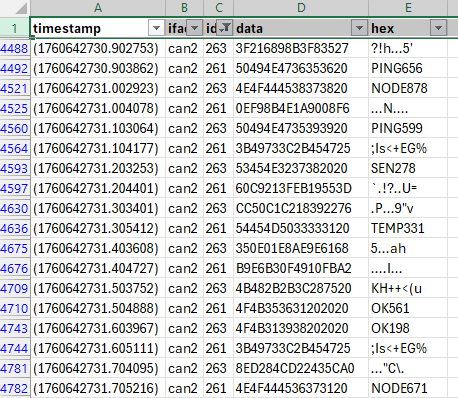 A B C D E
1 timestamp ifac id data hex
4488 (1760642730.902753) can2 263 3F216898B3F83527 ?!h...5'
4492 (1760642730.903862) can2 261 50494E4736353620 PING656
4521 (1760642731.002923) can2 263 4E4F444538373820 NODE878
4525 (1760642731.004078) can2 261 0EF98B4E1A9008F6 ...N....
4560 (1760642731.103064) can2 263 50494E4735393920 PING599
4564 (1760642731.104177) can2 261 3B49733C2B454725 ;Is<+EG%
4593 (1760642731.203253) can2 263 53454E3237382020 SEN278
4597 (1760642731.204401) can2 261 60C9213FEB19553D `.!?..U=
4630 (1760642731.303401) can2 263 CC50C1C218392276 .P...9"v
4636 (1760642731.305412) can2 261 54454D5033333120 TEMP331
4675 (1760642731.403608) can2 263 350E01E8AE9E6168 5...ah
4676 (1760642731.404727) can2 261 B9E6B30F4910FBA2 ....I...
4709 (1760642731.503752) can2 263 4B482B2B3C287520 KH++<(u
4710 (1760642731.504888) can2 261 4F4B353631202020 OK561
4743 (1760642731.603967) can2 263 4F4B313938202020 OK198
4744 (1760642731.605111) can2 261 3B49733C2B454725 ;Is<+EG%
4781 (1760642731.704095) can2 263 8ED284CD22435CA0 ..."C\.
4782 (1760642731.705216) can2 261 4E4F444536373120 NODE671